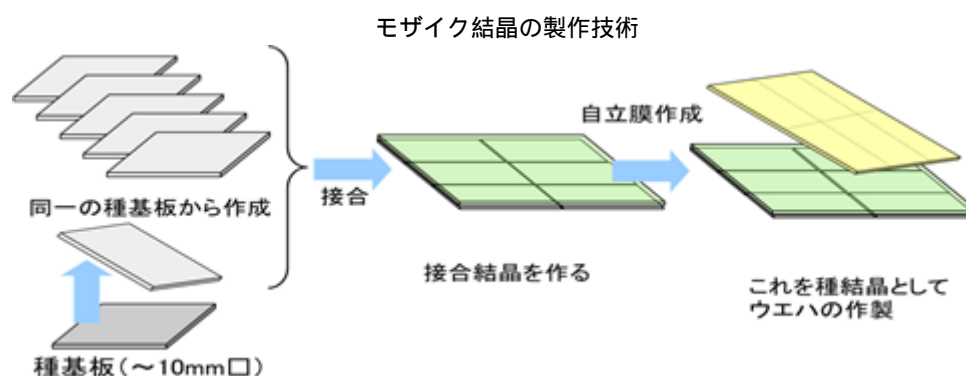 モザイク結晶の製作技術
同一の種基板から作成
種基板(~10mm口)
接合
接合結晶を作る
自立膜作成
これを種結晶として
ウエハの作製